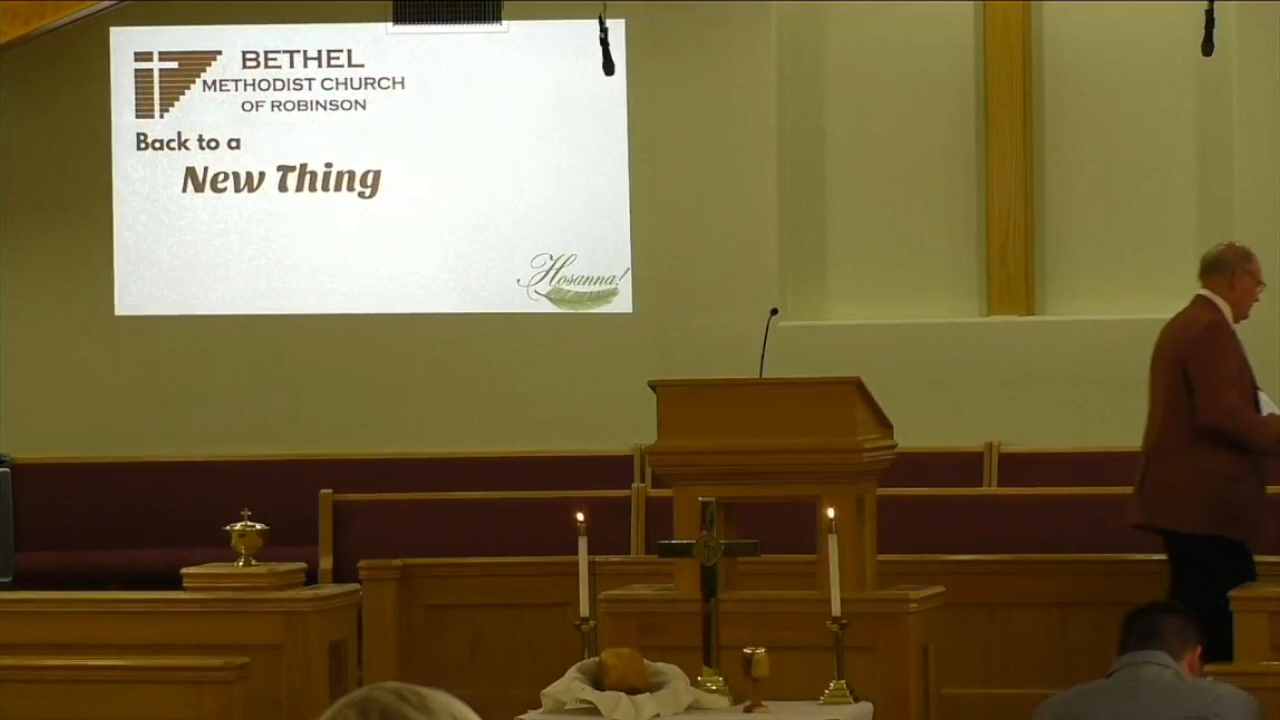 BETHEL
METHODIST CHURCH
OF ROBINSON
Back to a
New Thing
Hosanna!